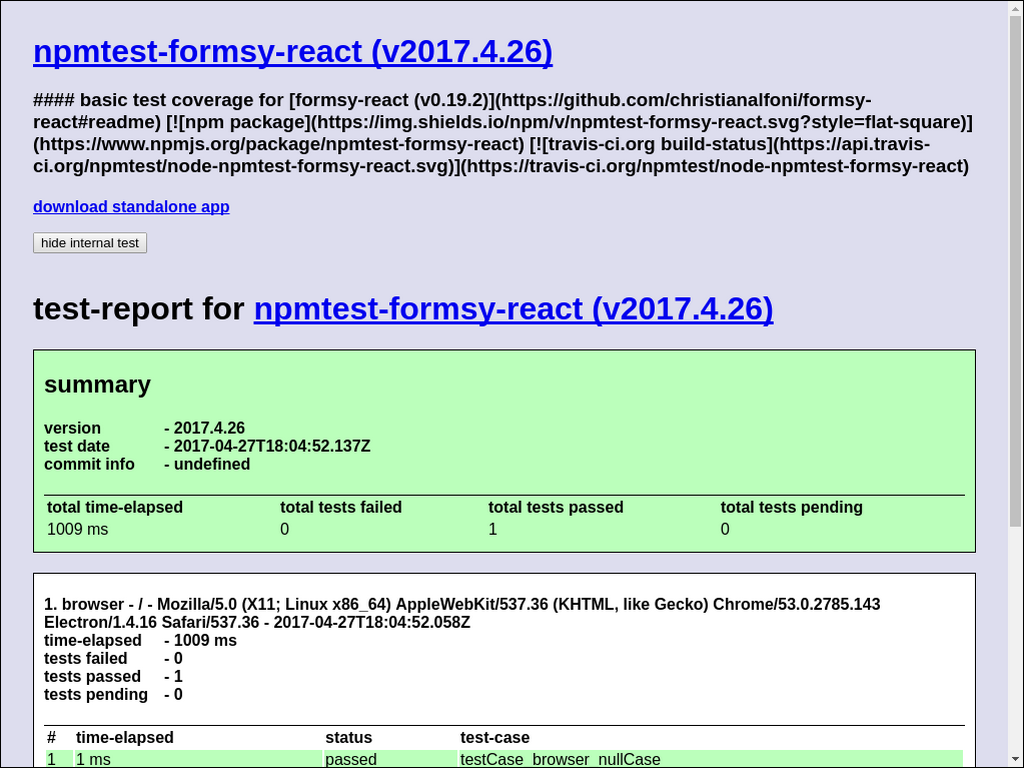 npmtest-formsy-react (v2017.4.26)
#### basic test coverage for [formsy-react (v0.19.2)](https://github.com/christianalfoni/formsy-
react#readme) [![npm package](https://img.shields.io/npm/v/npmtest-formsy-react.svg?style=flat-square)]
(https://www.npmjs.org/package/npmtest-formsy-react) [![travis-ci.org build-status](https://api.travis-
ci.org/npmtest/node-npmtest-formsy-react.svg)](https://travis-ci.org/npmtest/node-npmtest-formsy-react)
download standalone app
hide internal test
test-report for npmtest-formsy-react (v2017.4.26)
summary
version - 2017.4.26
test date - 2017-04-27T18:04:52.137Z
commit info - undefined
total time-elapsed total tests failed total tests passed total tests pending
1009 ms 0 1 0
1. browser - / - Mozilla/5.0 (X11; Linux x86_64) AppleWebKit/537.36 (KHTML, like Gecko) Chrome/53.0.2785.143
Electron/1.4.16 Safari/537.36 - 2017-04-27T18:04:52.058Z
time-elapsed - 1009 ms
tests failed - 0
tests passed - 1
tests pending - 0
# time-elapsed status test-case
1 1 ms passed testCase_browser_nullCase